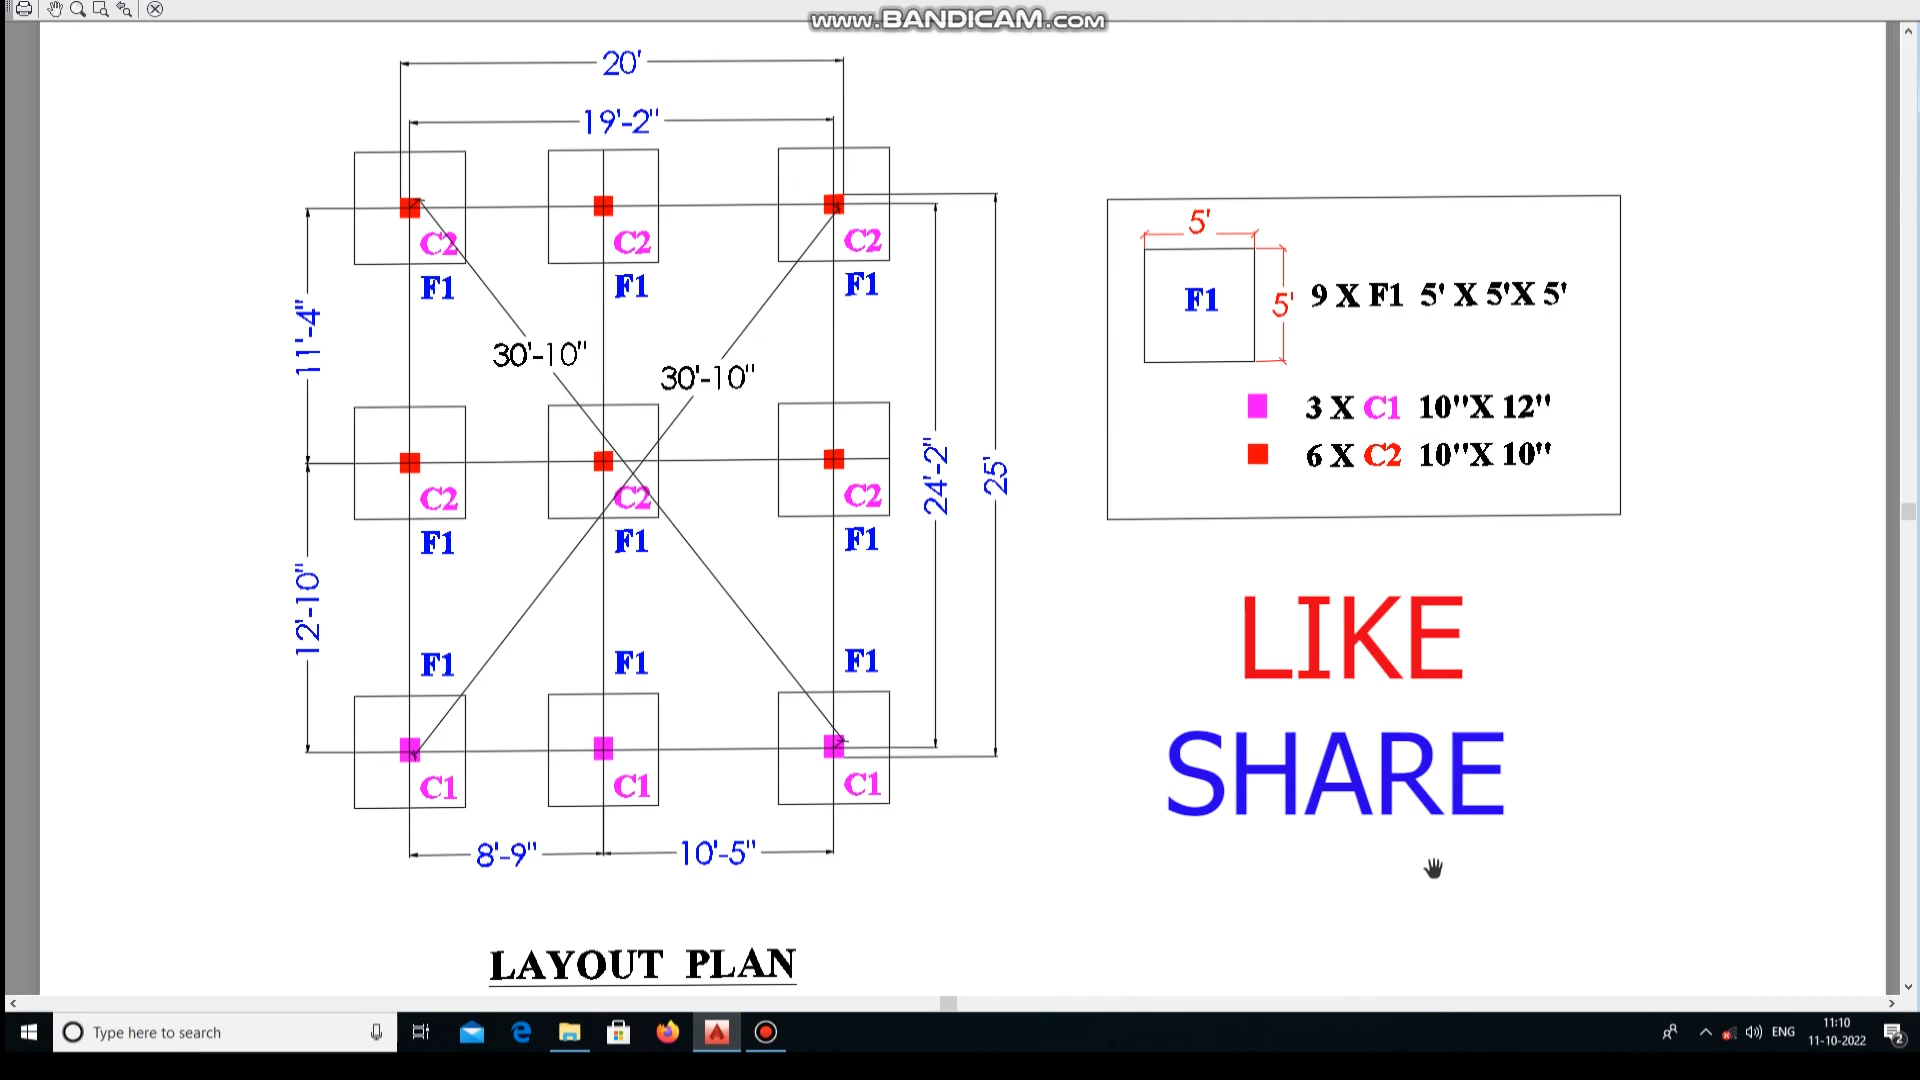 www.BANDICAM.com
20'
19'-2"
C2 C2 C2
F1 F1 F1
11'-4"
30'-10" 30'-10"
24'-2"
25'
C2 C2 C2
F1 F1 F1
12'-10"
F1 F1 F1
C1 C1 C1
8'-9" 10'-5"
LAYOUT PLAN
5'
F1 5' 9 X F1 5' X 5'X 5'
3 X C1 10"X 12"
6 X C2 10"X 10"
LIKE
SHARE
Type here to search
ENG
11:10
11-10-2022
2